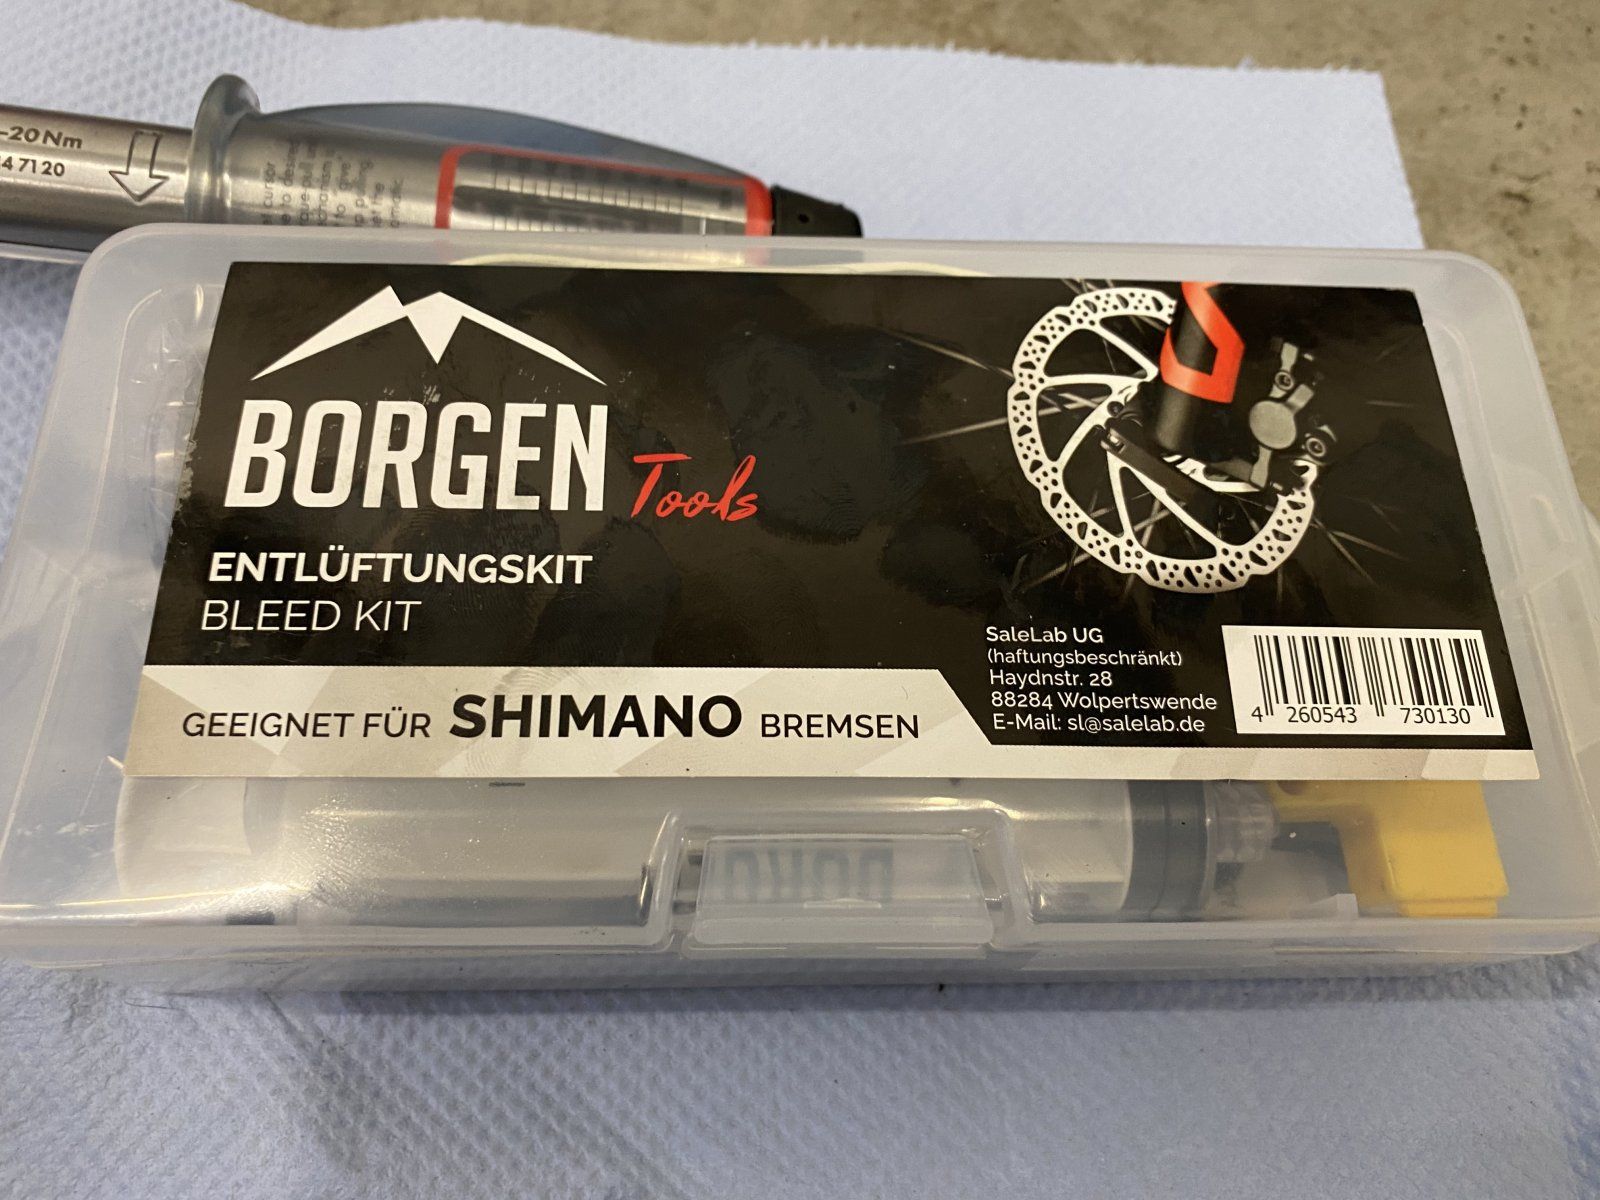 -20Nm
47120
BORGEN Tools
ENTLÜFTUNGSKIT
BLEED KIT
GEEIGNET FÜR SHIMANO BREMSEN
SaleLab UG
(haftungsbeschränkt)
Haydnstr. 28
88284 Wolpertswende
E-Mail: sl@salelab.de
4 260543 730130